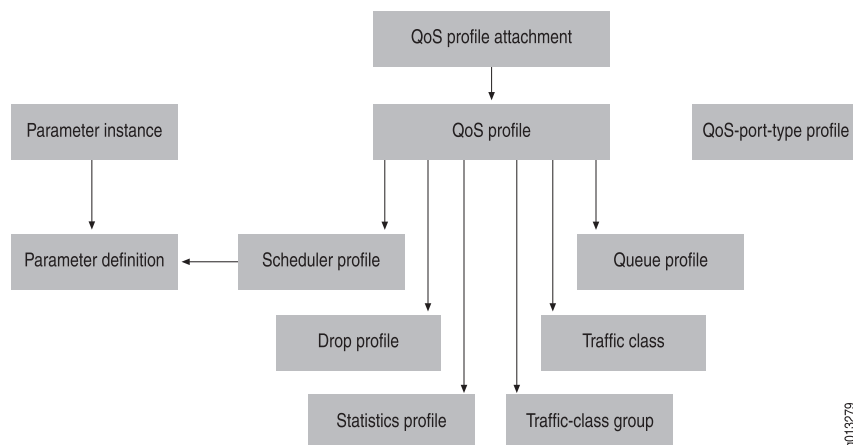 QoS profile attachment
Parameter instance
QoS profile
QoS-port-type profile
Parameter definition
Scheduler profile
Queue profile
Drop profile
Traffic class
Statistics profile
Traffic-class group
g013279